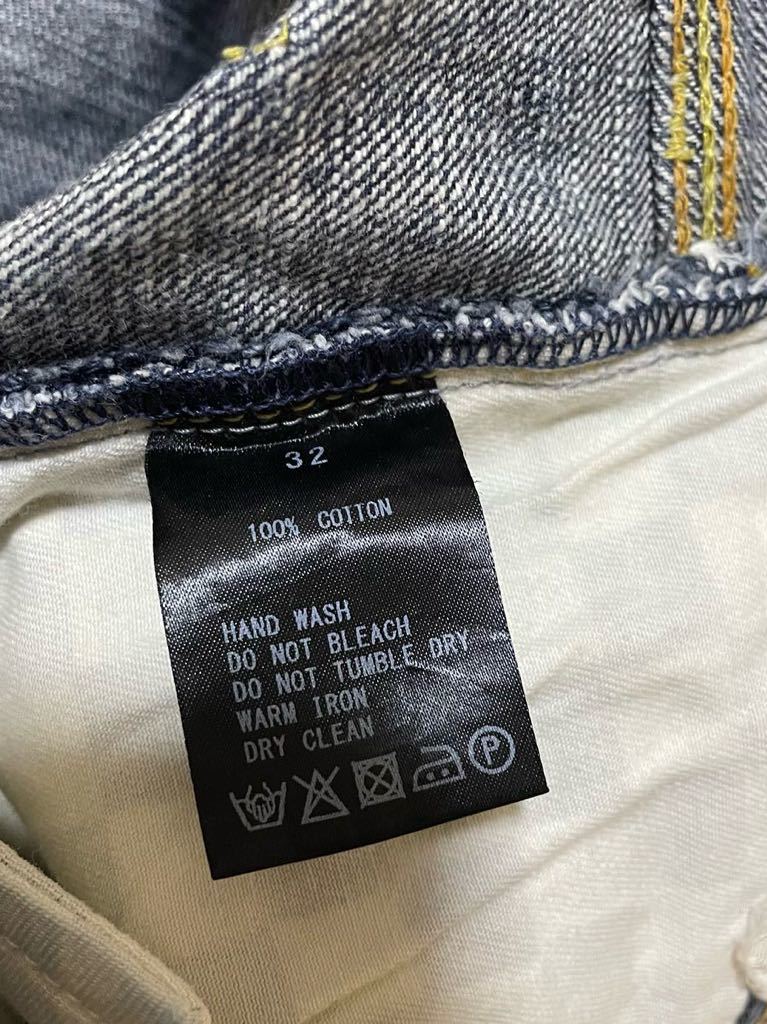 32
100% COTTON
HAND WASH
DO NOT BLEACH
DO NOT TUMBLE DRY
WARM IRON
DRY CLEAN
P